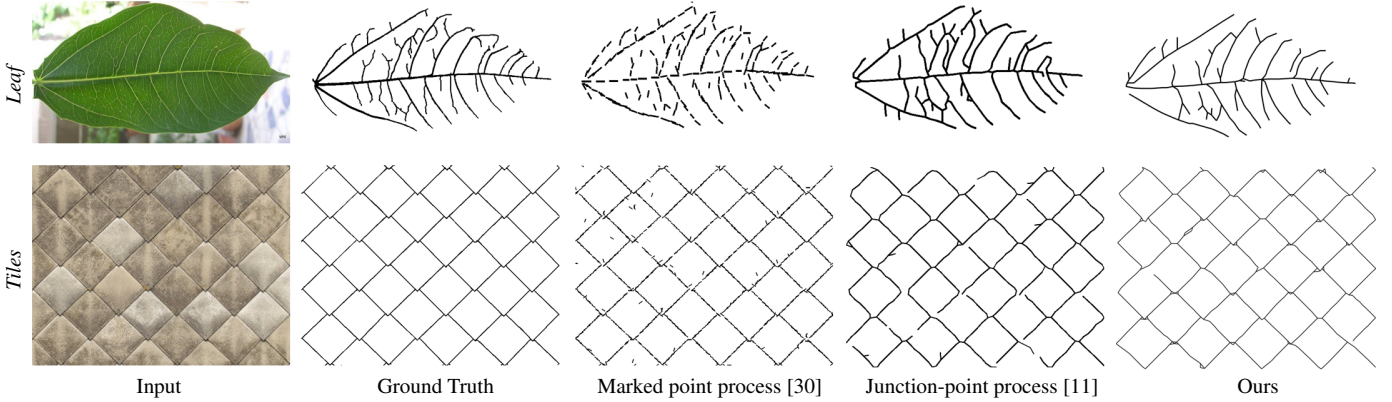 Leaf
Tiles
Input
Ground Truth
Marked point process [30]
Junction-point process [11]
Ours